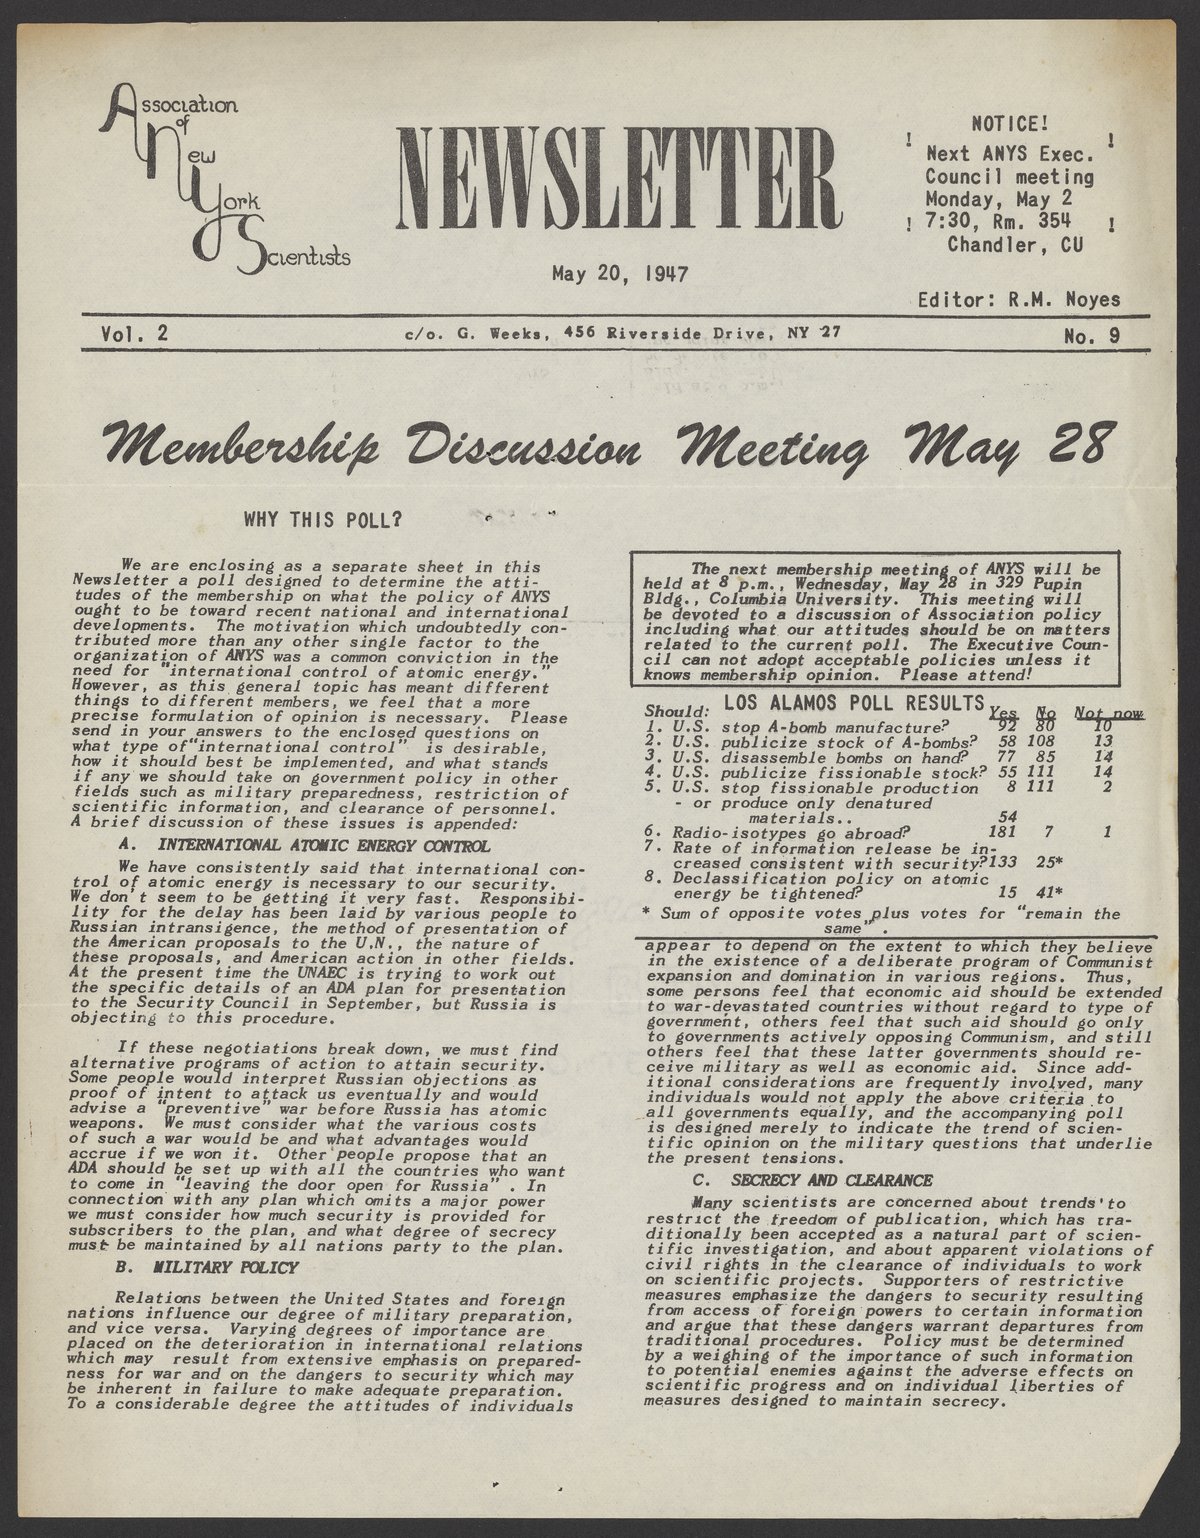 Association
of
New
York
Scientists
NEWSLETTER
May 20, 1947
NOTICE!
! Next ANYS Exec. !
Council meeting
Monday, May 2
! 7:30, Rm. 354 !
Chandler, CU
Editor: R.M. Noyes
Vol. 2 c/o. G. Weeks, 456 Riverside Drive, NY 27 No. 9
Membership Discussion Meeting May 28
WHY THIS POLL?
We are enclosing as a separate sheet in this
Newsletter a poll designed to determine the atti-
tudes of the membership on what the policy of ANYS
ought to be toward recent national and international
developments. The motivation which undoubtedly con-
tributed more than any other single factor to the
organization of ANYS was a common conviction in the
need for "international control of atomic energy."
However, as this general topic has meant different
things to different members, we feel that a more
precise formulation of opinion is necessary. Please
send in your answers to the enclosed questions on
what type of"international control" is desirable,
how it should best be implemented, and what stands
if any we should take on government policy in other
fields such as military preparedness, restriction of
scientific information, and clearance of personnel.
A brief discussion of these issues is appended:
A. INTERNATIONAL ATOMIC ENERGY CONTROL
We have consistently said that international con-
trol of atomic energy is necessary to our security.
We don't seem to be getting it very fast. Responsibi-
lity for the delay has been laid by various people to
Russian intransigence, the method of presentation of
the American proposals to the U.N., the nature of
these proposals, and American action in other fields.
At the present time the UNAEC is trying to work out
the specific details of an ADA plan for presentation
to the Security Council in September, but Russia is
objecting to this procedure.
If these negotiations break down, we must find
alternative programs of action to attain security.
Some people would interpret Russian objections as
proof of intent to attack us eventually and would
advise a "preventive" war before Russia has atomic
weapons. We must consider what the various costs
of such a war would be and what advantages would
accrue if we won it. Other people propose that an
ADA should be set up with all the countries who want
to come in "leaving the door open for Russia" . In
connection with any plan which omits a major power
we must consider how much security is provided for
subscribers to the plan, and what degree of secrecy
must be maintained by all nations party to the plan.
B. MILITARY POLICY
Relations between the United States and foreign
nations influence our degree of military preparation,
and vice versa. Varying degrees of importance are
placed on the deterioration in international relations
which may result from extensive emphasis on prepared-
ness for war and on the dangers to security which may
be inherent in failure to make adequate preparation.
To a considerable degree the attitudes of individuals
The next membership meeting of ANYS will be
held at 8 p.m., Wednesday, May 28 in 329 Pupin
Bldg., Columbia University. This meeting will
be devoted to a discussion of Association policy
including what our attitudes should be on matters
related to the current poll. The Executive Coun-
cil can not adopt acceptable policies unless it
knows membership opinion. Please attend!
LOS ALAMOS POLL RESULTS
Should: Yes No Not now
1. U.S. stop A-bomb manufacture? 92 80 10
2. U.S. publicize stock of A-bombs? 58 108 13
3. U.S. disassemble bombs on hand? 77 85 14
4. U.S. publicize fissionable stock? 55 111 14
5. U.S. stop fissionable production 8 111 2
- or produce only denatured
materials.. 54
6. Radio-isotypes go abroad? 181 7 1
7. Rate of information release be in-
creased consistent with security?133 25*
8. Declassification policy on atomic
energy be tightened? 15 41*
* Sum of opposite votes plus votes for "remain the
same" .
appear to depend on the extent to which they believe
in the existence of a deliberate program of Communist
expansion and domination in various regions. Thus,
some persons feel that economic aid should be extended
to war-devastated countries without regard to type of
government, others feel that such aid should go only
to governments actively opposing Communism, and still
others feel that these latter governments should re-
ceive military as well as economic aid. Since add-
itional considerations are frequently involved, many
individuals would not apply the above criteria to
all governments equally, and the accompanying poll
is designed merely to indicate the trend of scien-
tific opinion on the military questions that underlie
the present tensions.
C. SECRECY AND CLEARANCE
Many scientists are concerned about trends to
restrict the freedom of publication, which has tra-
ditionally been accepted as a natural part of scien-
tific investigation, and about apparent violations of
civil rights in the clearance of individuals to work
on scientific projects. Supporters of restrictive
measures emphasize the dangers to security resulting
from access of foreign powers to certain information
and argue that these dangers warrant departures from
traditional procedures. Policy must be determined
by a weighing of the importance of such information
to potential enemies against the adverse effects on
scientific progress and on individual liberties of
measures designed to maintain secrecy.